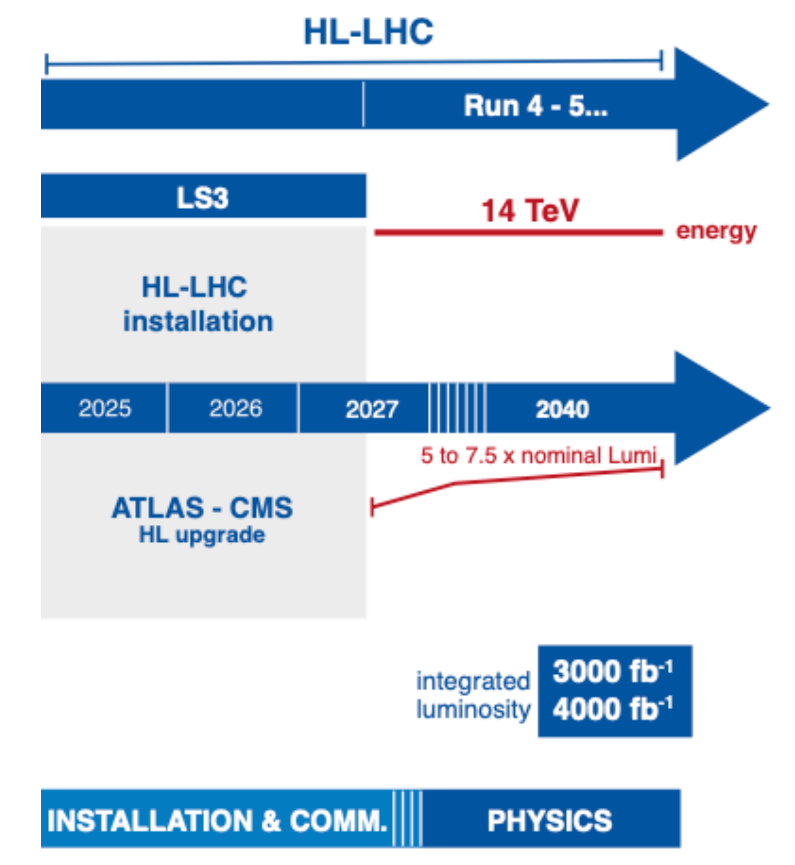 HL-LHC
Run 4 - 5...
LS3
14 TeV
energy
HL-LHC
installation
2025 2026 2027 2040
5 to 7.5 x nominal Lumi
ATLAS - CMS
HL upgrade
integrated
luminosity
3000 fb⁻¹
4000 fb⁻¹
INSTALLATION & COMM. PHYSICS